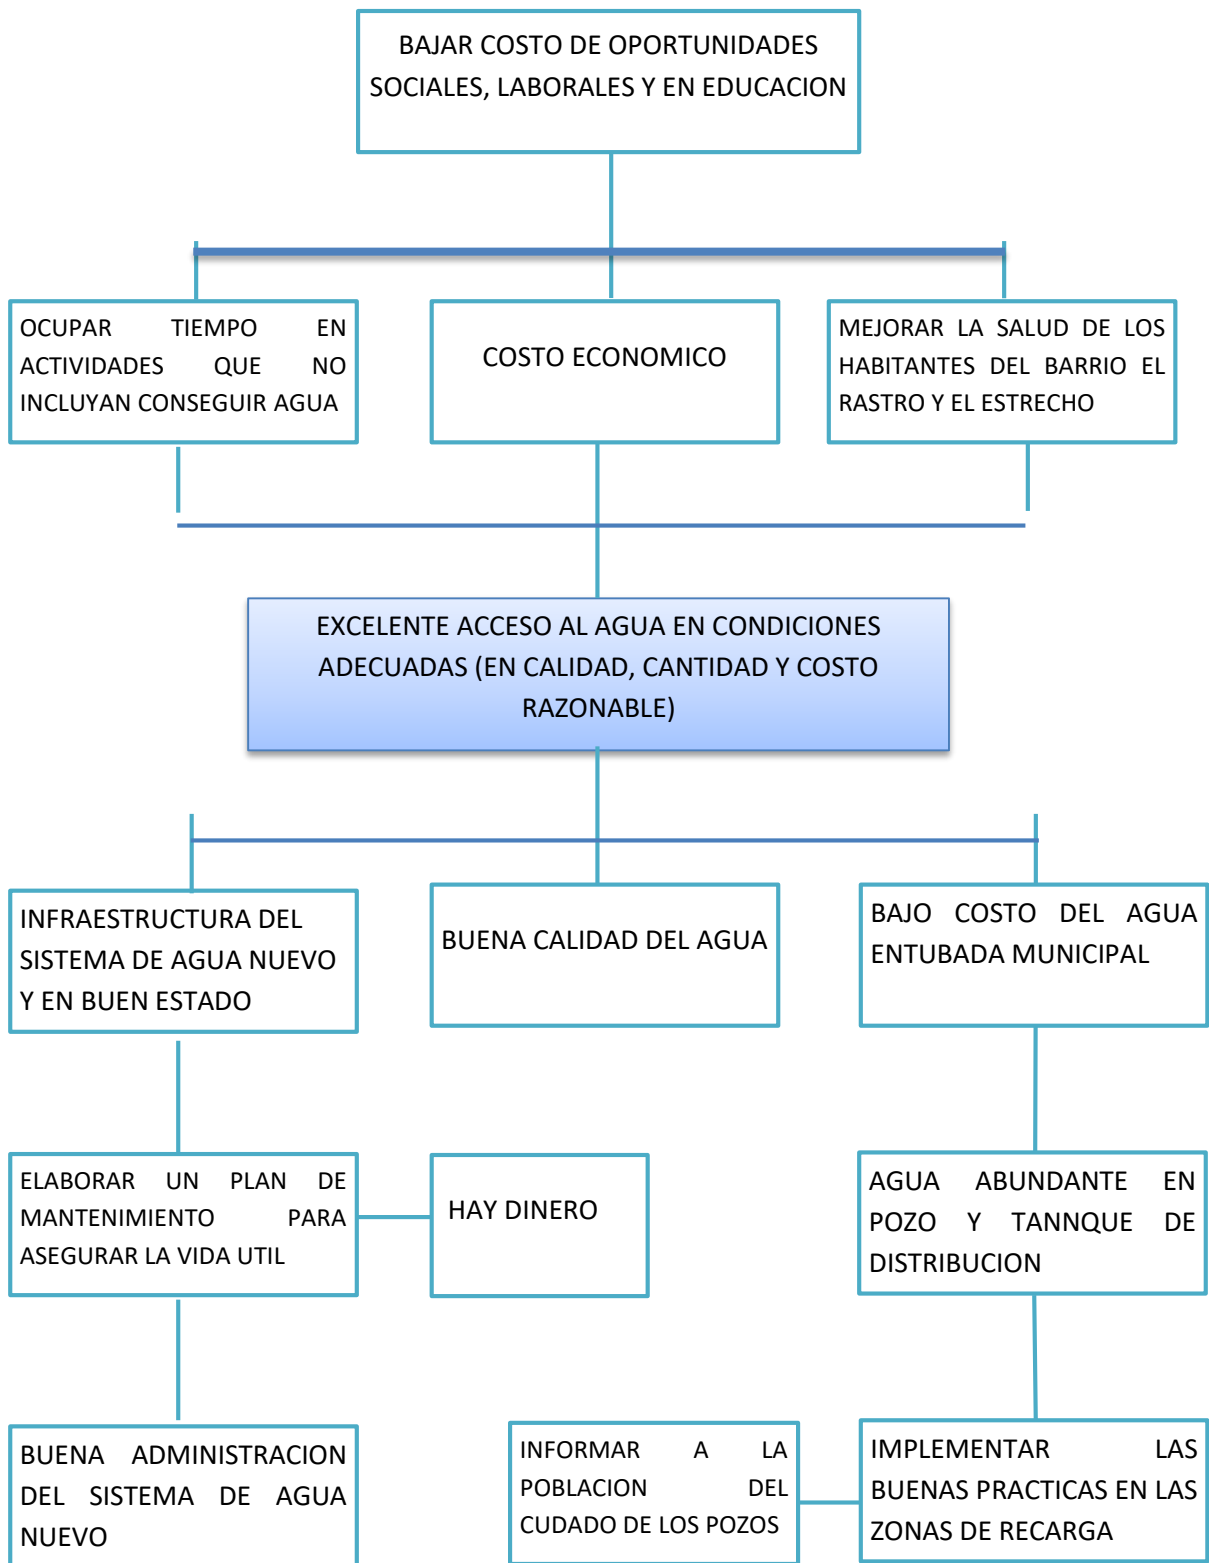 BAJAR COSTO DE OPORTUNIDADES
SOCIALES, LABORALES Y EN EDUCACION
OCUPAR TIEMPO EN
ACTIVIDADES QUE NO
INCLUYAN CONSEGUIR AGUA
COSTO ECONOMICO
MEJORAR LA SALUD DE LOS
HABITANTES DEL BARRIO EL
RASTRO Y EL ESTRECHO
EXCELENTE ACCESO AL AGUA EN CONDICIONES
ADECUADAS (EN CALIDAD, CANTIDAD Y COSTO
RAZONABLE)
INFRAESTRUCTURA DEL
SISTEMA DE AGUA NUEVO
Y EN BUEN ESTADO
BUENA CALIDAD DEL AGUA
BAJO COSTO DEL AGUA
ENTUBADA MUNICIPAL
ELABORAR UN PLAN DE
MANTENIMIENTO PARA
ASEGURAR LA VIDA UTIL
HAY DINERO
AGUA ABUNDANTE EN
POZO Y TANNQUE DE
DISTRIBUCION
BUENA ADMINISTRACION
DEL SISTEMA DE AGUA
NUEVO
INFORMAR A LA
POBLACION DEL
CUDADO DE LOS POZOS
IMPLEMENTAR LAS
BUENAS PRACTICAS EN LAS
ZONAS DE RECARGA